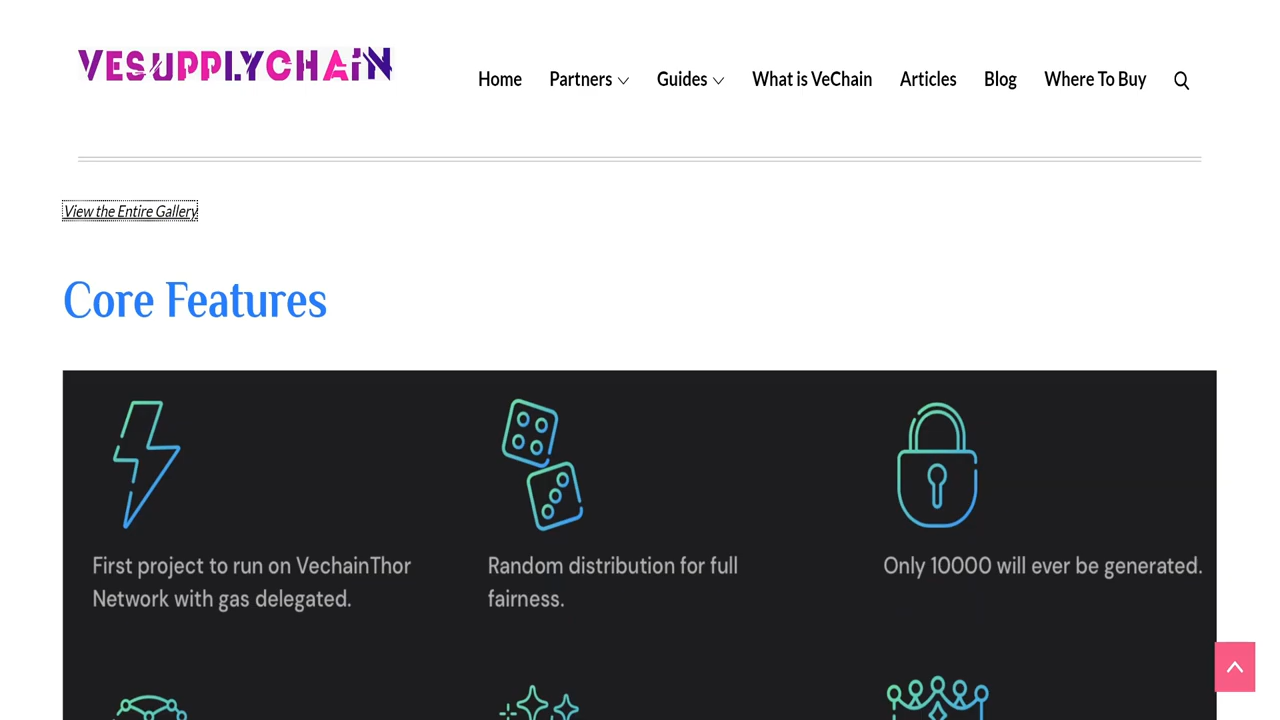 VESUPPLYCHAIN
Home Partners Guides What is VeChain Articles Blog Where To Buy
View the Entire Gallery
Core Features
First project to run on VechainThor
Network with gas delegated.
Random distribution for full
fairness.
Only 10000 will ever be generated.